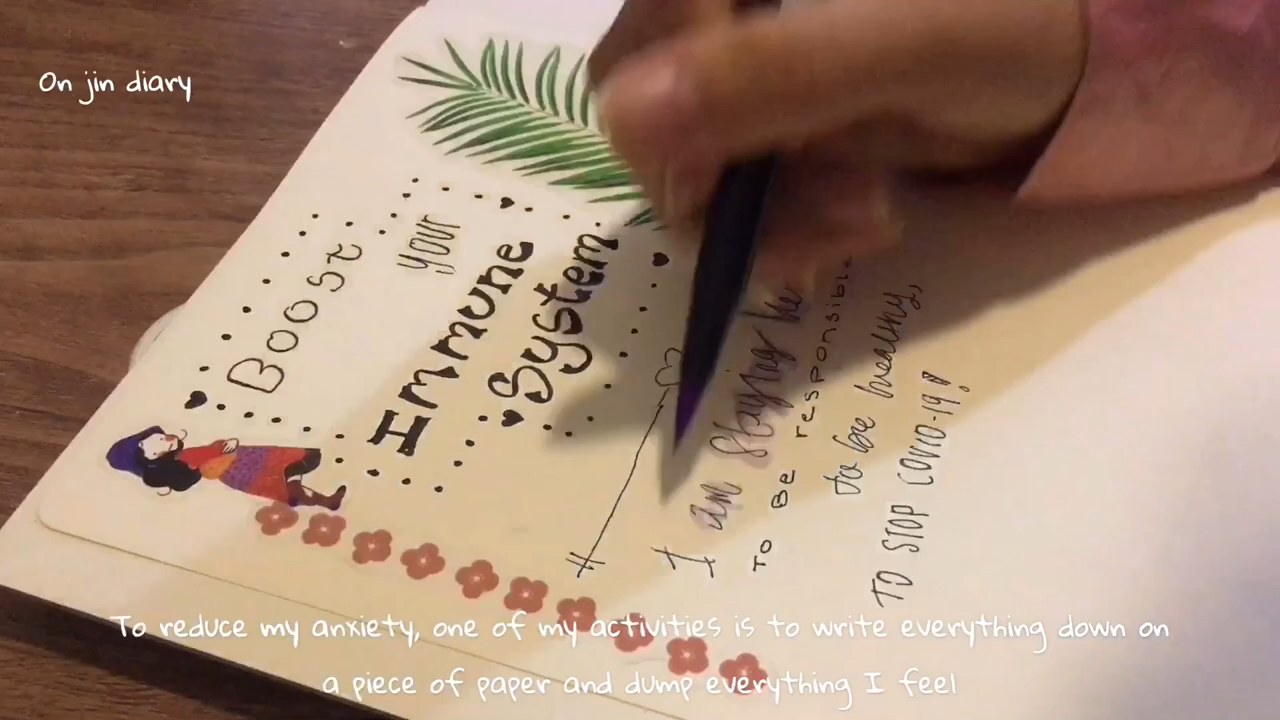 On jin diary
Boost
your
Immune
System
I am Staying
TO Be responsible
to be healthy,
TO STOP COVID-19!
To reduce my anxiety, one of my activities is to write everything down on
a piece of paper and dump everything I feel